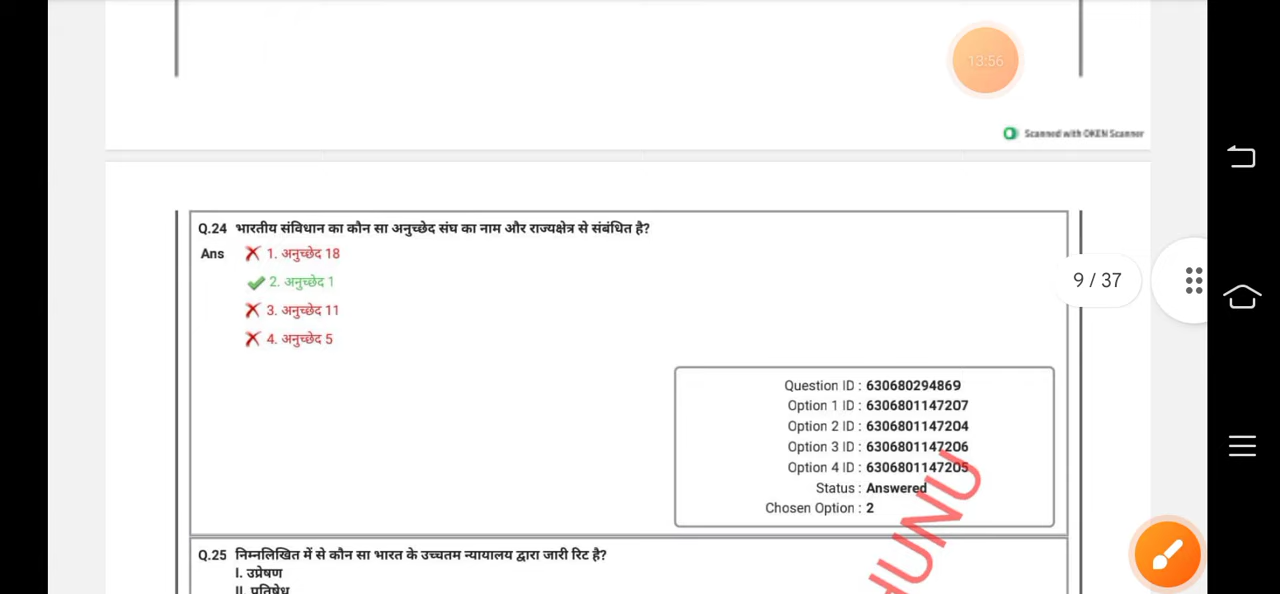 13:56
Scanned with OKEN Scanner
Q.24 भारतीय संविधान का कौन सा अनुच्छेद संघ का नाम और राज्यक्षेत्र से संबंधित है?
Ans 1. अनुच्छेद 18
2. अनुच्छेद 1
3. अनुच्छेद 11
4. अनुच्छेद 5
9 / 37
Question ID : 630680294869
Option 1 ID : 6306801147207
Option 2 ID : 6306801147204
Option 3 ID : 6306801147206
Option 4 ID : 6306801147205
Status : Answered
Chosen Option : 2
HUNU
Q.25 निम्नलिखित में से कौन सा भारत के उच्चतम न्यायालय द्वारा जारी रिट है?
I. उप्रेषण
II. प्रतिषेध